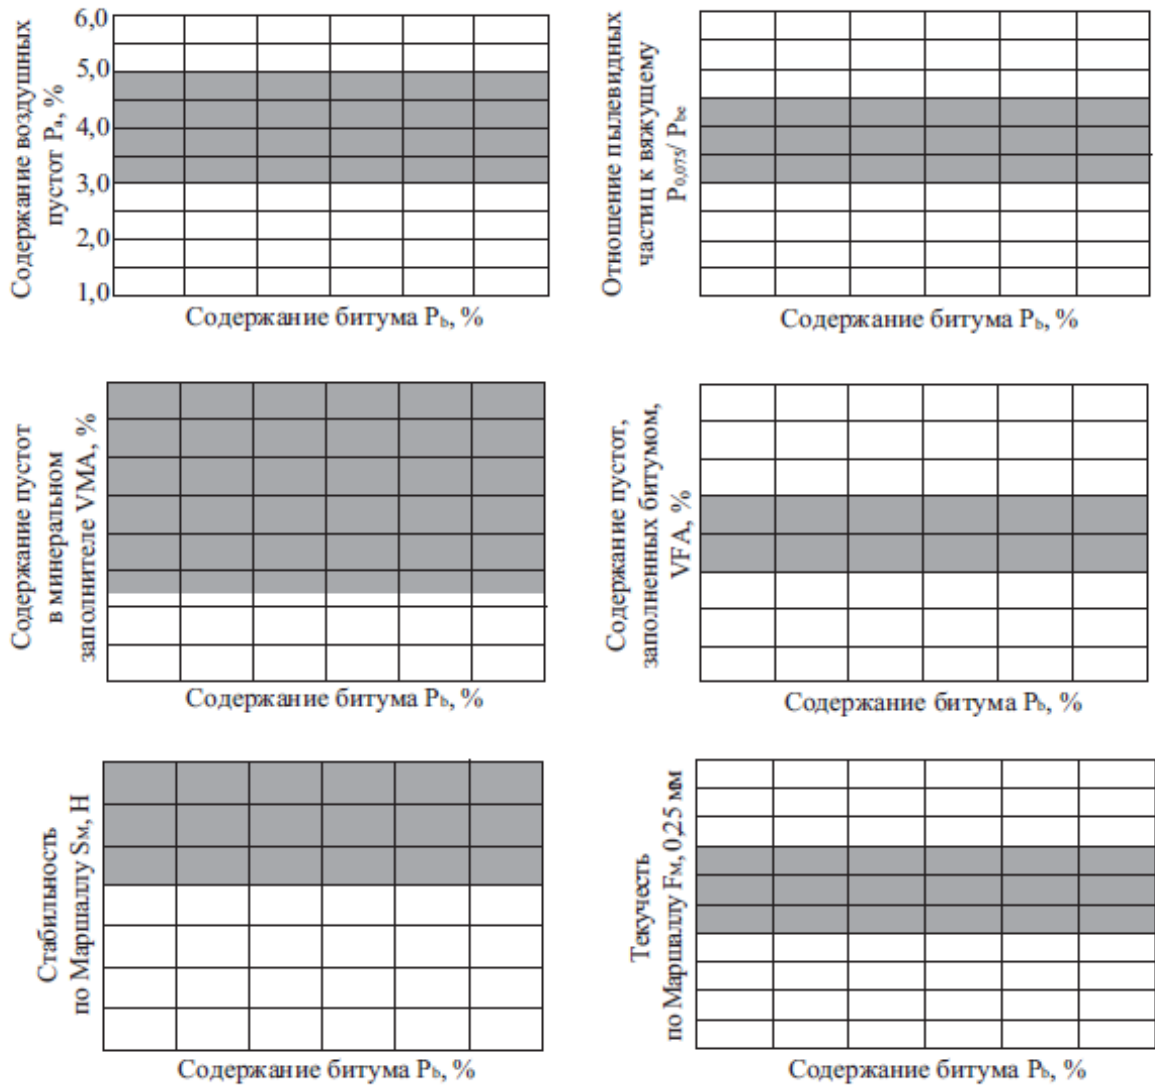 Содержание воздушных
пустот Pa, %
6,0
5,0
4,0
3,0
2,0
1,0
Содержание битума Pb, %
Отношение пылевидных
частиц к вяжущему
P0,075/ Pbe
Содержание битума Pb, %
Содержание пустот
в минеральном
заполнителе VMA, %
Содержание битума Pb, %
Содержание пустот,
заполненных битумом,
VFA, %
Содержание битума Pb, %
Стабильность
по Маршаллу SM, Н
Содержание битума Pb, %
Текучесть
по Маршаллу FM, 0,25 мм
Содержание битума Pb, %